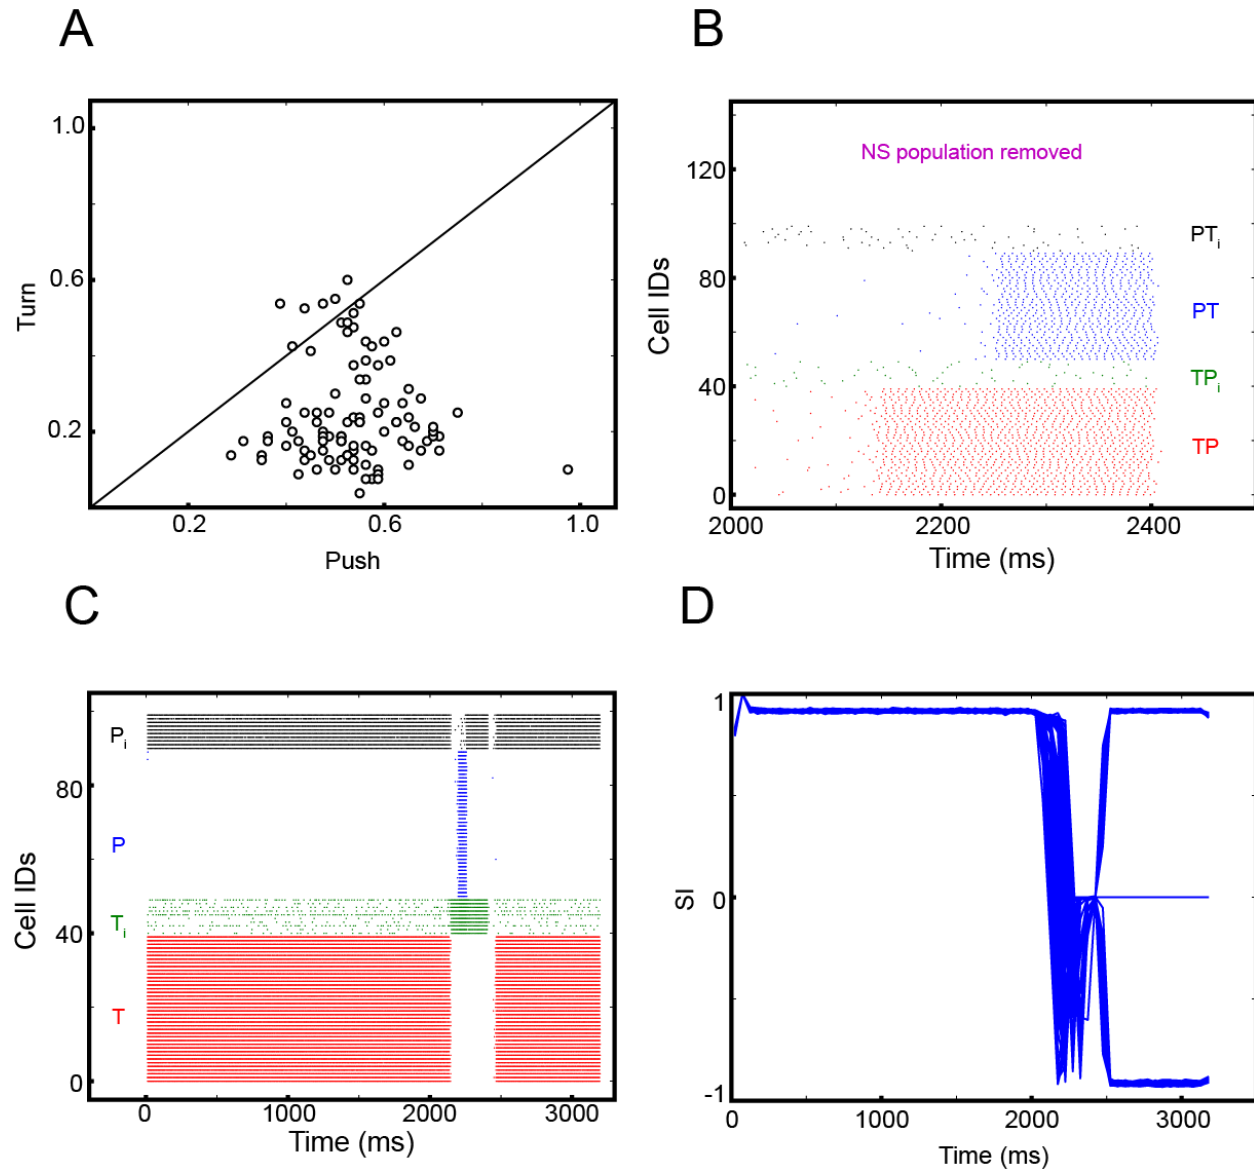 A
1.0
0.6
0.2
Turn
0.2
0.6
1.0
Push
B
NS population removed
120
80
40
0
Cell IDs
PTi
PT
TPi
TP
2000
2200
2400
Time (ms)
C
Pi
P
Ti
T
80
40
0
Cell IDs
0
1000
2000
3000
Time (ms)
D
1
0
-1
SI
0
1000
2000
3000
Time (ms)